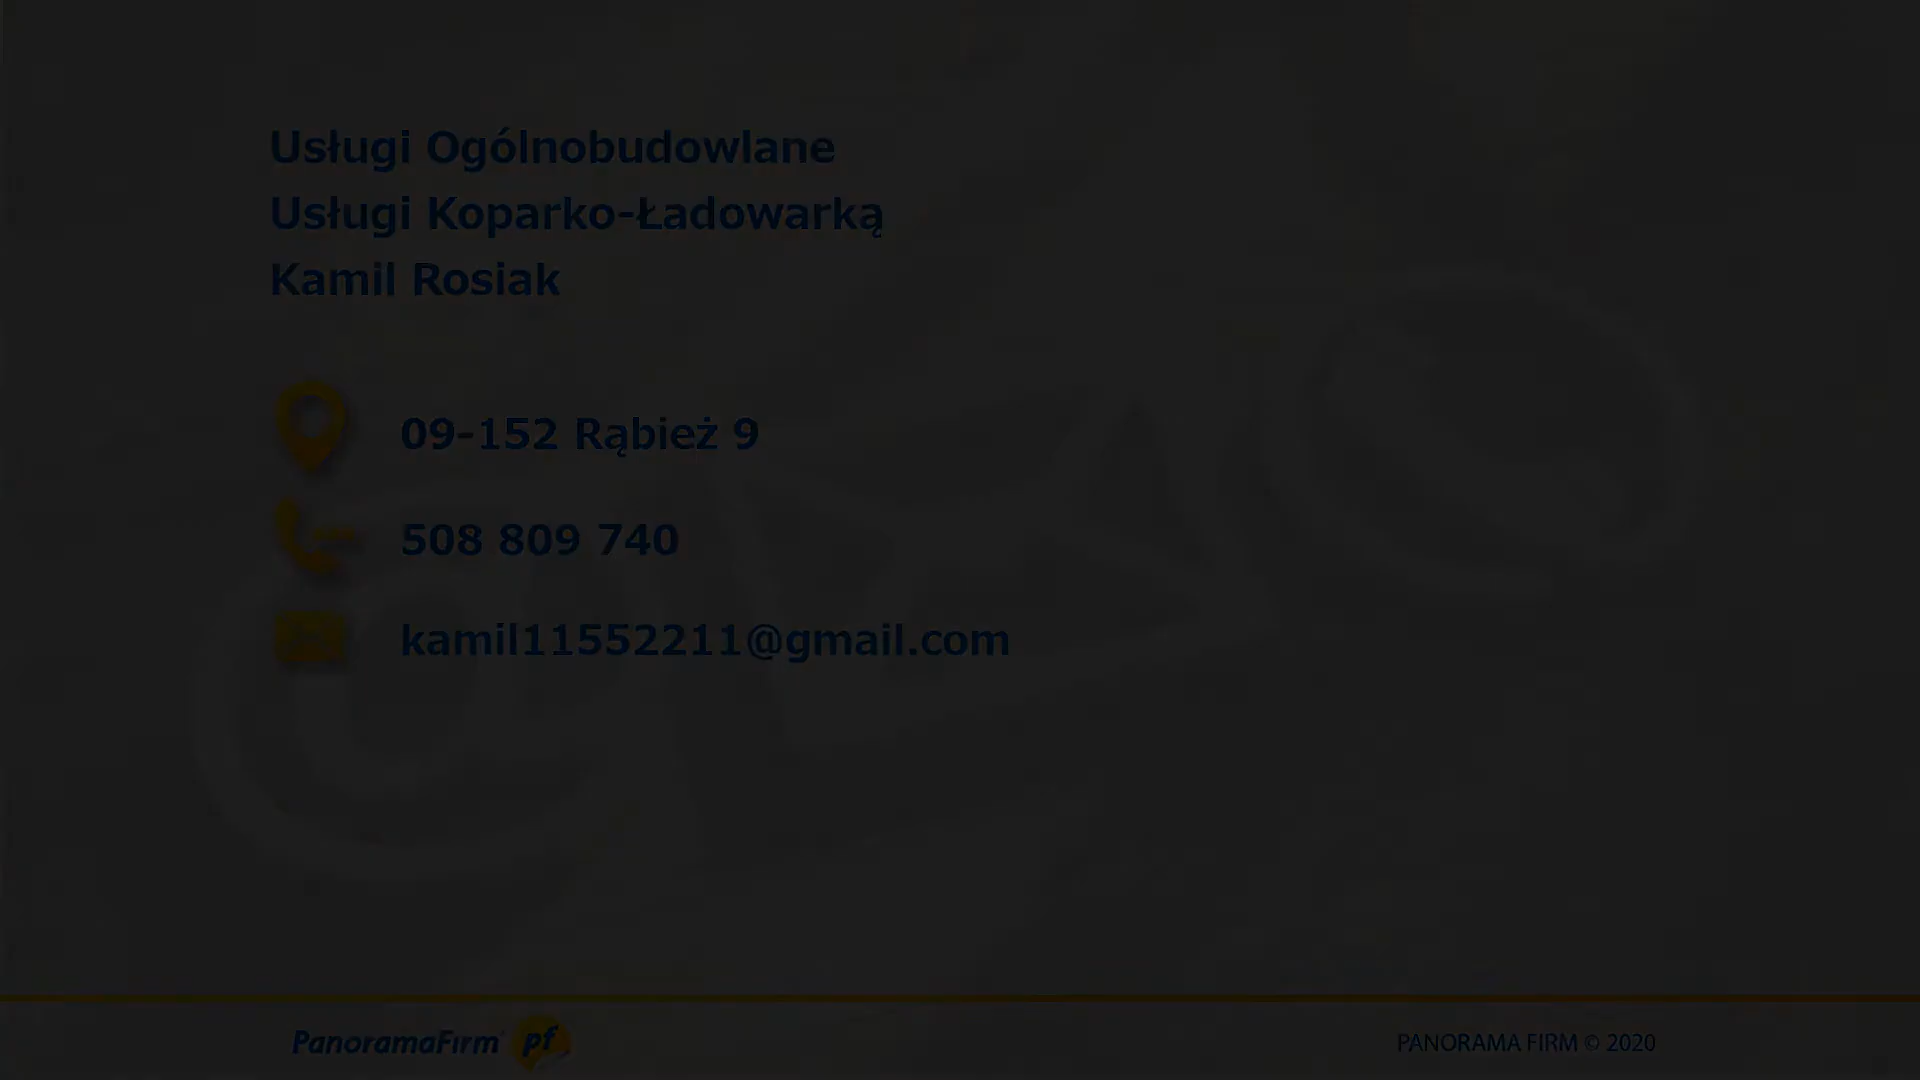 Usługi Ogólnobudowlane
Usługi Koparko-Ładowarką
Kamil Rosiak
09-152 Rąbież 9
508 809 740
kamil11552211@gmail.com
PanoramaFirm pf
PANORAMA FIRM © 2020